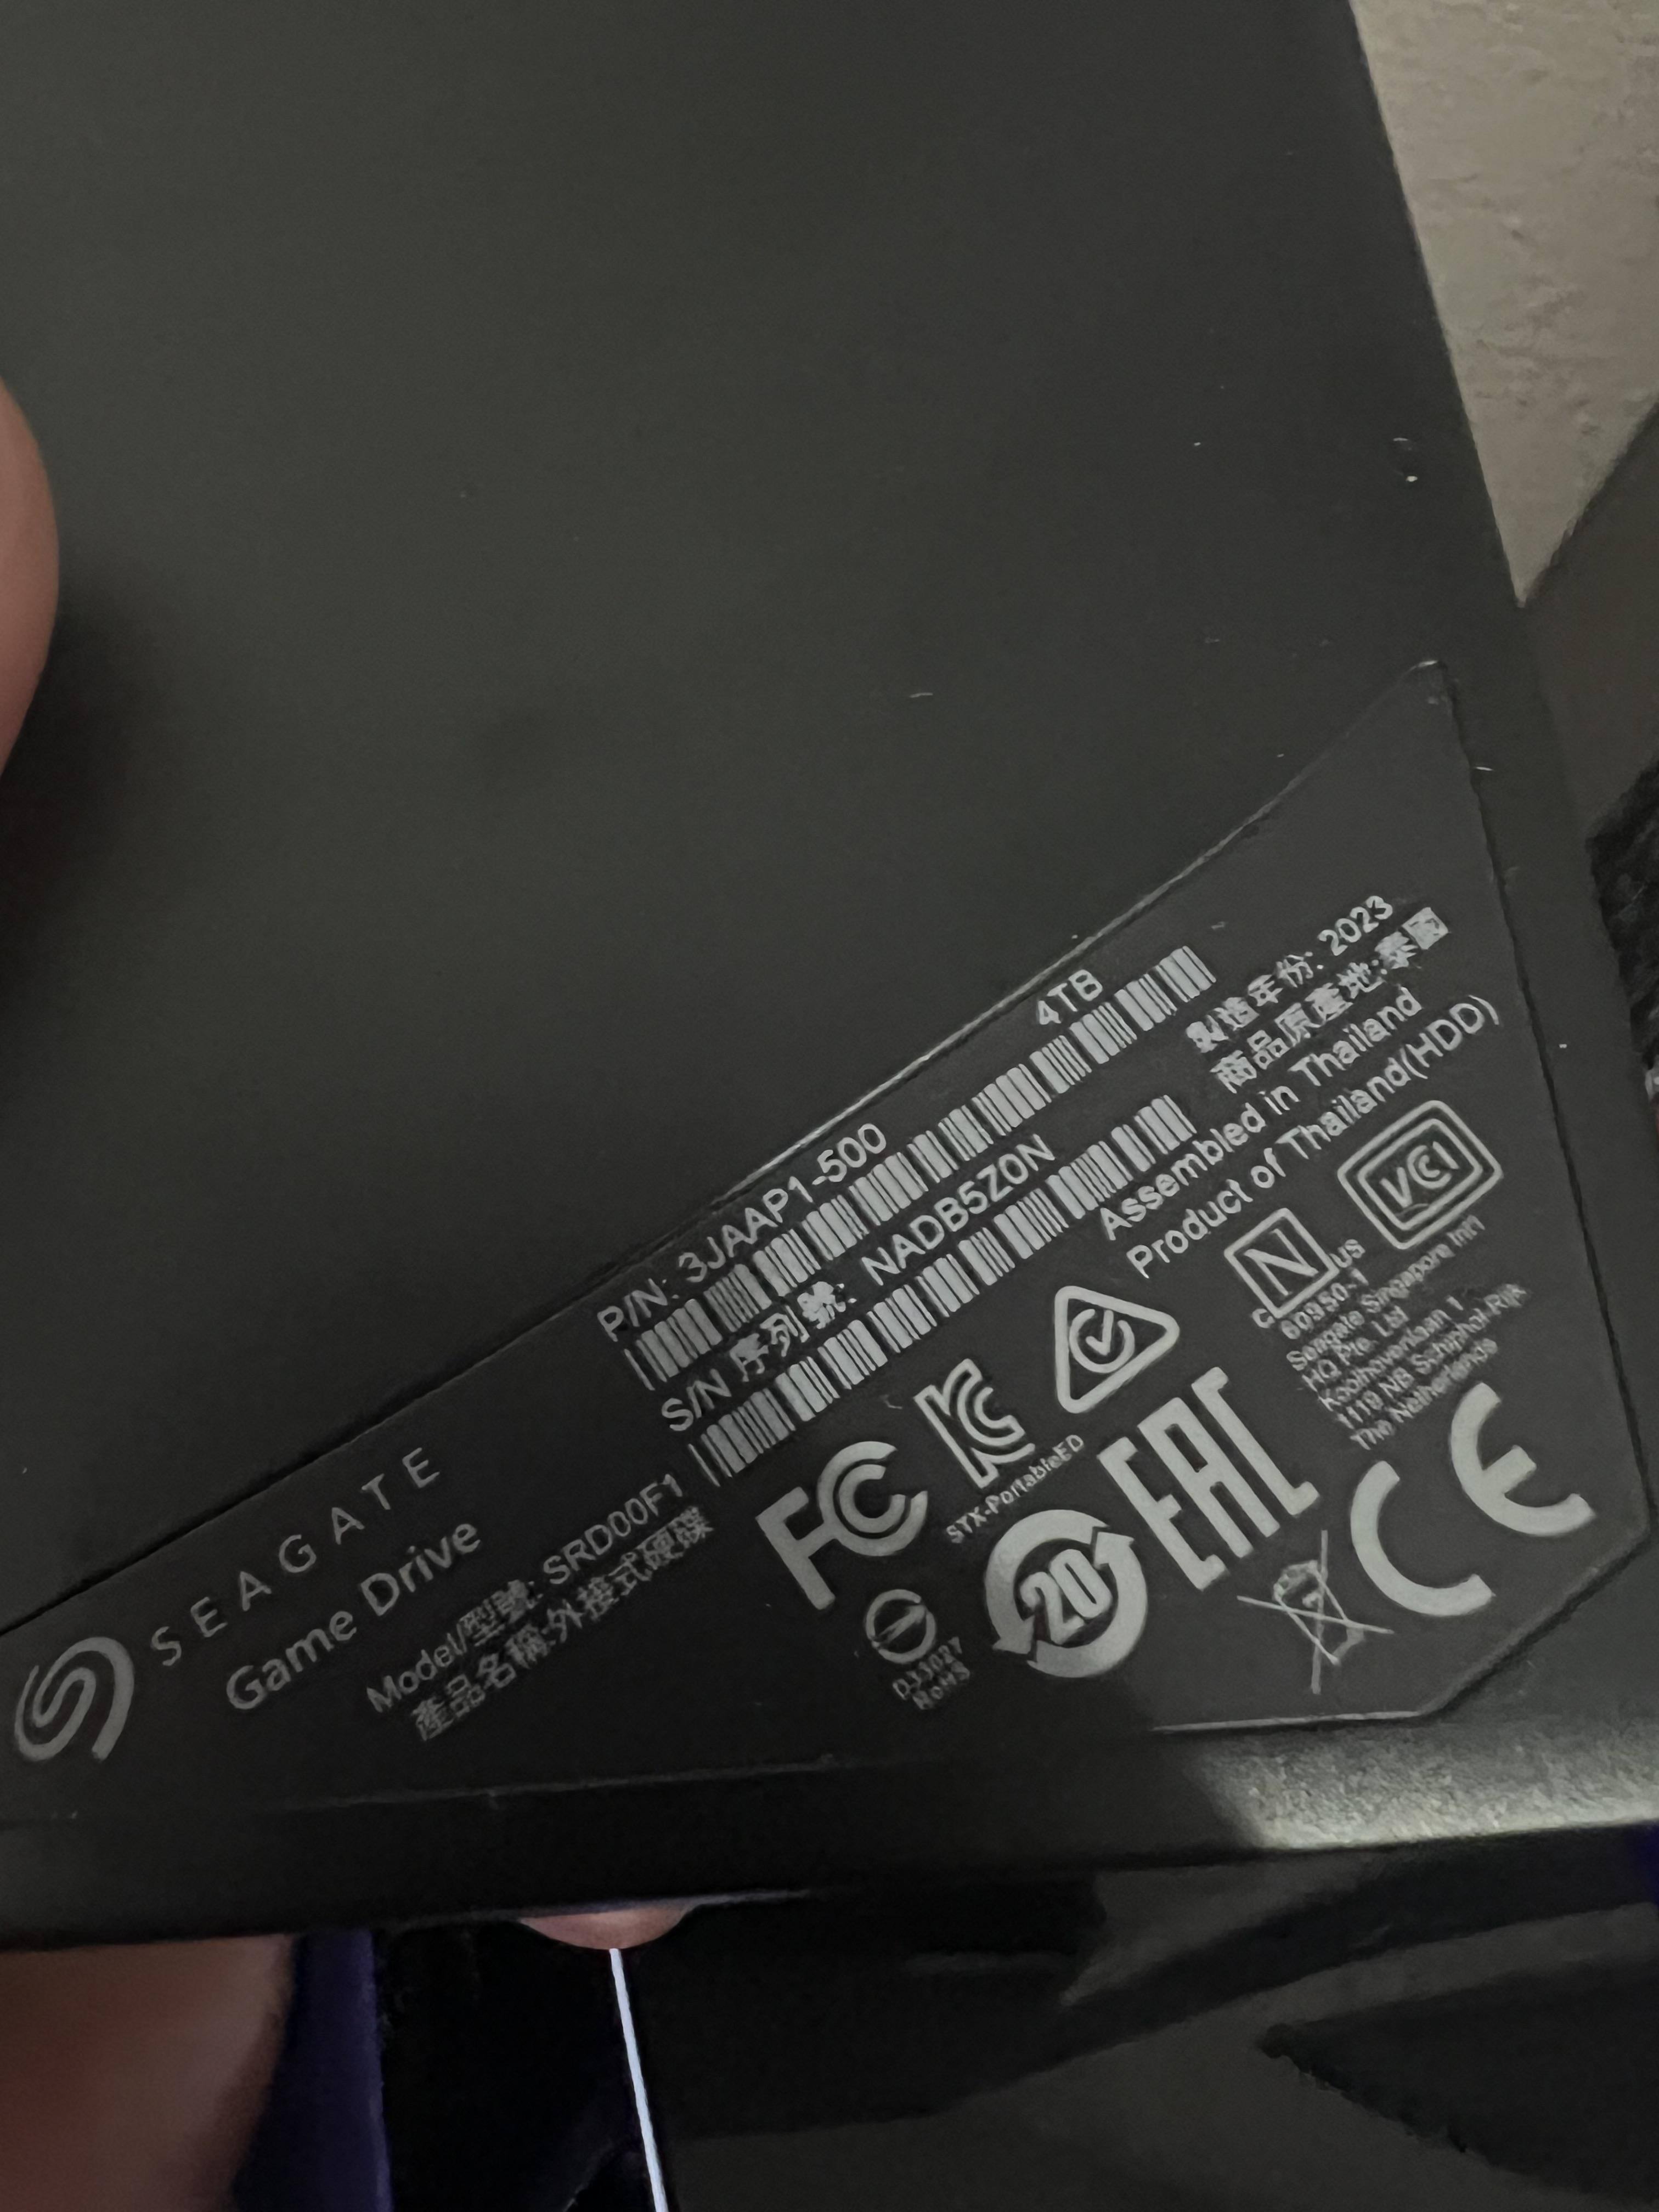 SEAGATE
Game Drive
Model/型號: SRD00F1
產品名稱:外接式硬碟
P/N: 3JAAP1-500
4TB
S/N 序列號: NADB5Z0N
製造年份: 2023
商品原產地:泰國
Assembled in Thailand
Product of Thailand(HDD)
FC
STX-PortableED
D33027
RoHS
20
EAC
N
c us
60950-1
VCI
Seagate Singapore Intl
HQ Pte. Ltd
Koolhovenlaan 1
1119 NB Schiphol-Rijk
The Netherlands
CE